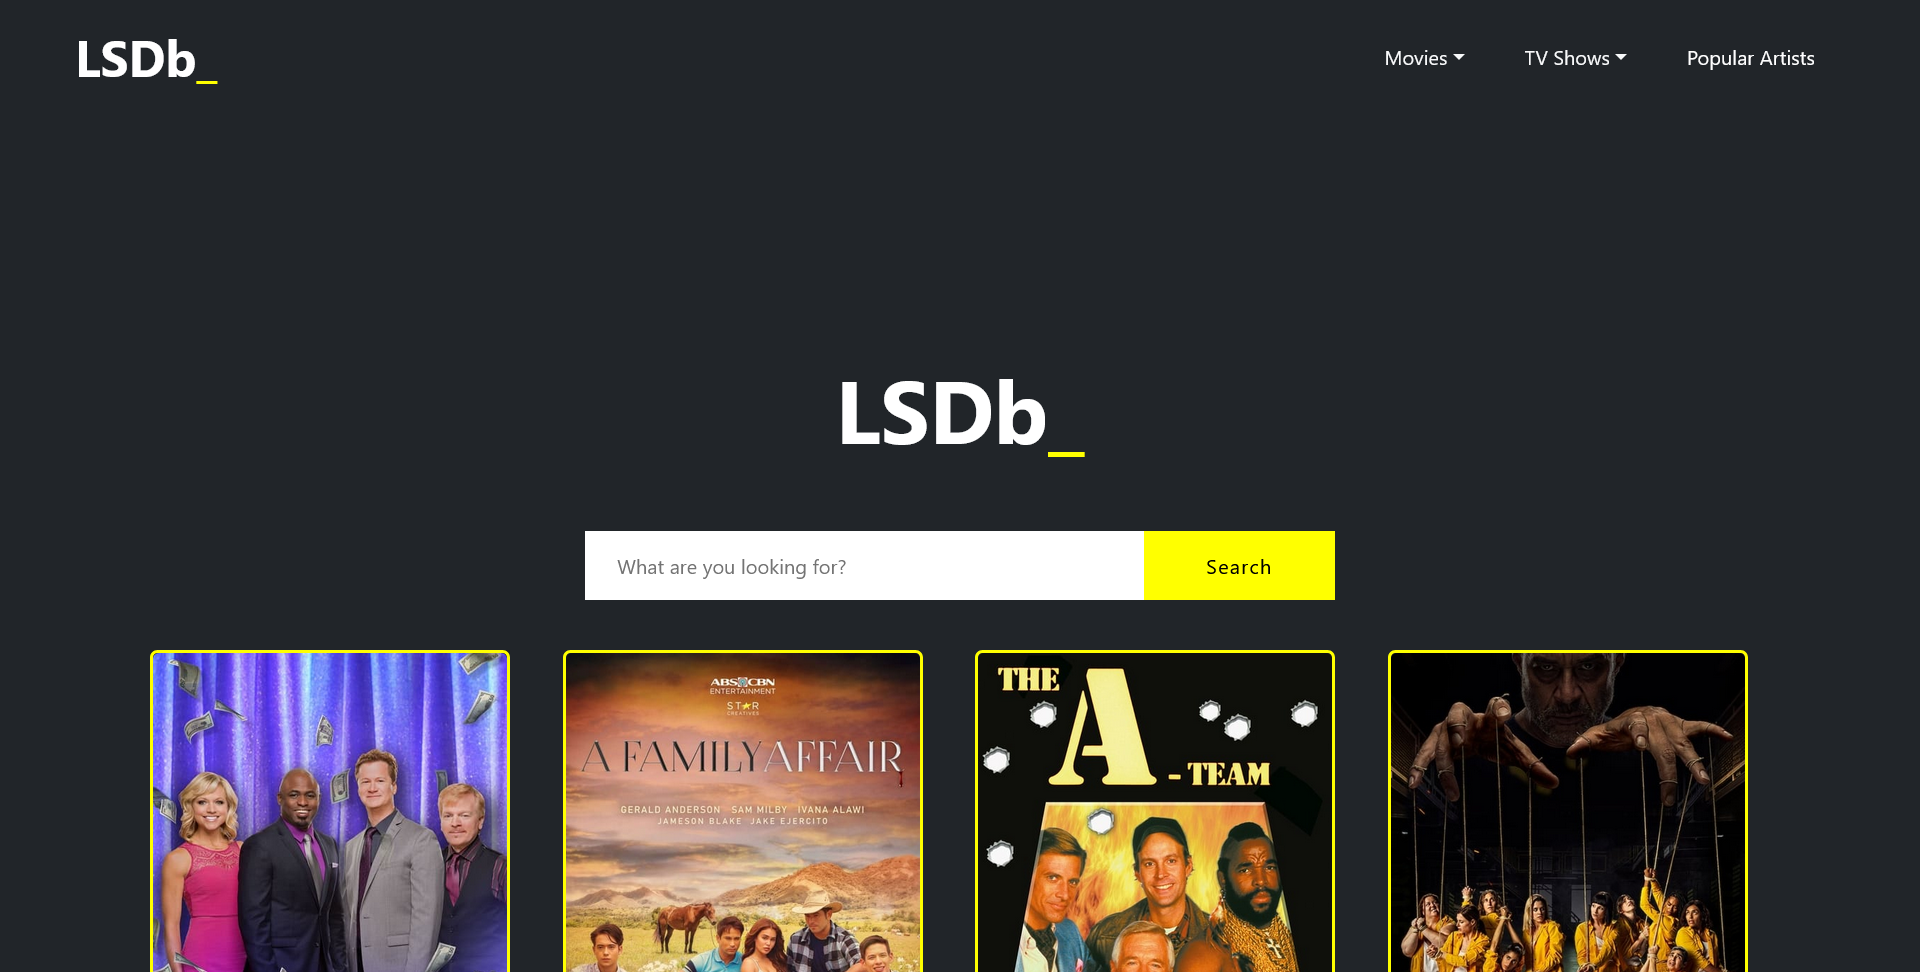 LSDb_
Movies
TV Shows
Popular Artists
LSDb_
What are you looking for?
Search
ABS CBN
ENTERTAINMENT
STAR
CREATIVES
A FAMILY AFFAIR
GERALD ANDERSON SAM MILBY IVANA ALAWI
JAMESON BLAKE JAKE EJERCITO
THE
A-TEAM